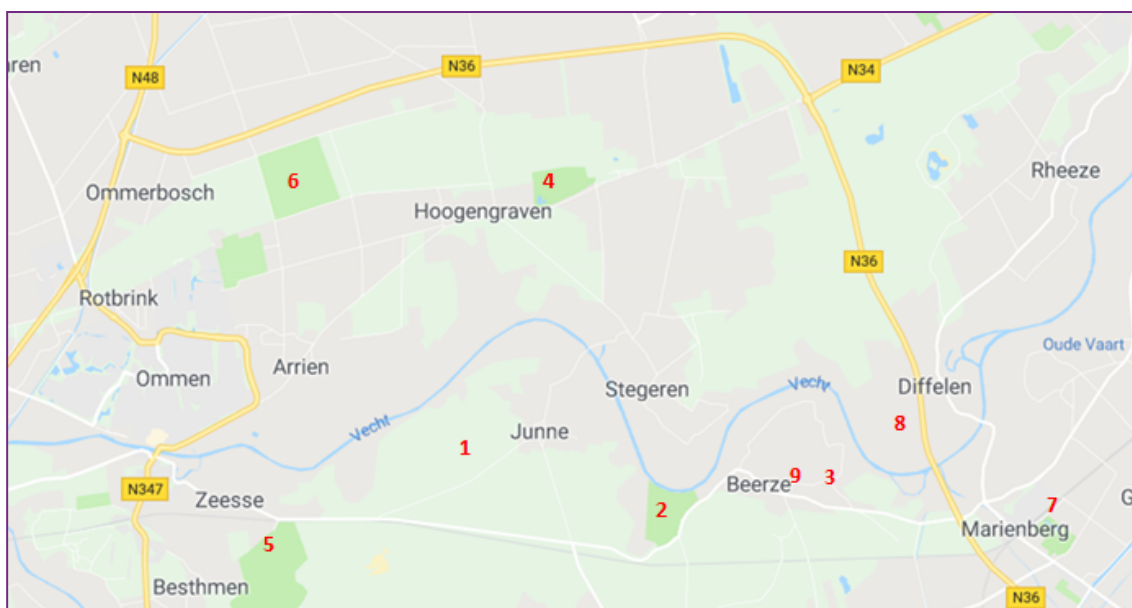 N48
N36
N34
Rheeze
6
4
Ommerbosch
Hoogengraven
N36
Rotbrink
Oude Vaart
Arrien
Ommen
Stegeren
Vecht
Diffelen
Vecht
8
Junne
1
9
3
Beerze
N347
Zeesse
2
7
G
Marienberg
5
Besthmen
N36